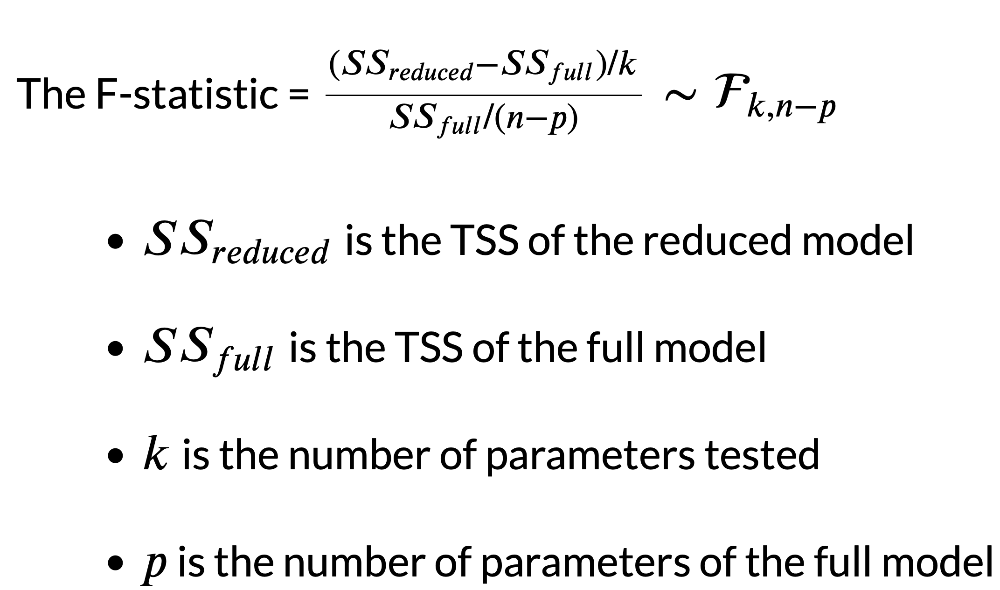 The F-statistic = \frac{(SS_{reduced}-SS_{full})/k}{SS_{full}/(n-p)} \sim \mathcal{F}_{k,n-p}
• SS_{reduced} is the TSS of the reduced model
• SS_{full} is the TSS of the full model
• k is the number of parameters tested
• p is the number of parameters of the full model